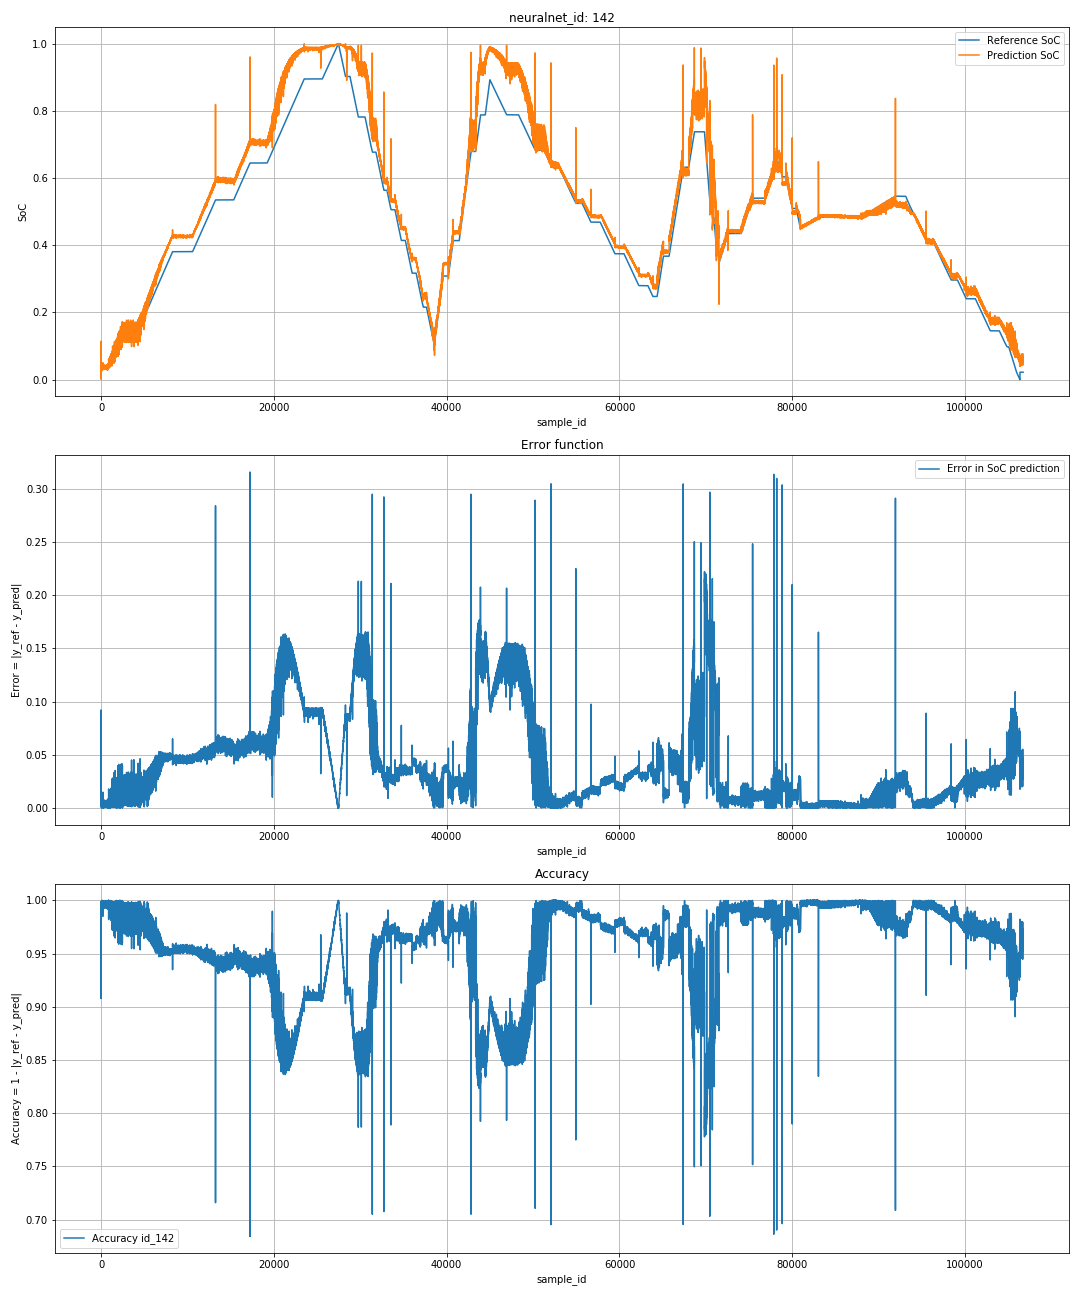 neuralnet_id: 142
Reference SoC
Prediction SoC
SoC
1.0
0.8
0.6
0.4
0.2
0.0
0 20000 40000 60000 80000 100000
sample_id
Error function
Error in SoC prediction
Error = |y_ref - y_pred|
0.30
0.25
0.20
0.15
0.10
0.05
0.00
0 20000 40000 60000 80000 100000
sample_id
Accuracy
Accuracy = 1 - |y_ref - y_pred|
1.00
0.95
0.90
0.85
0.80
0.75
0.70
Accuracy id_142
0 20000 40000 60000 80000 100000
sample_id